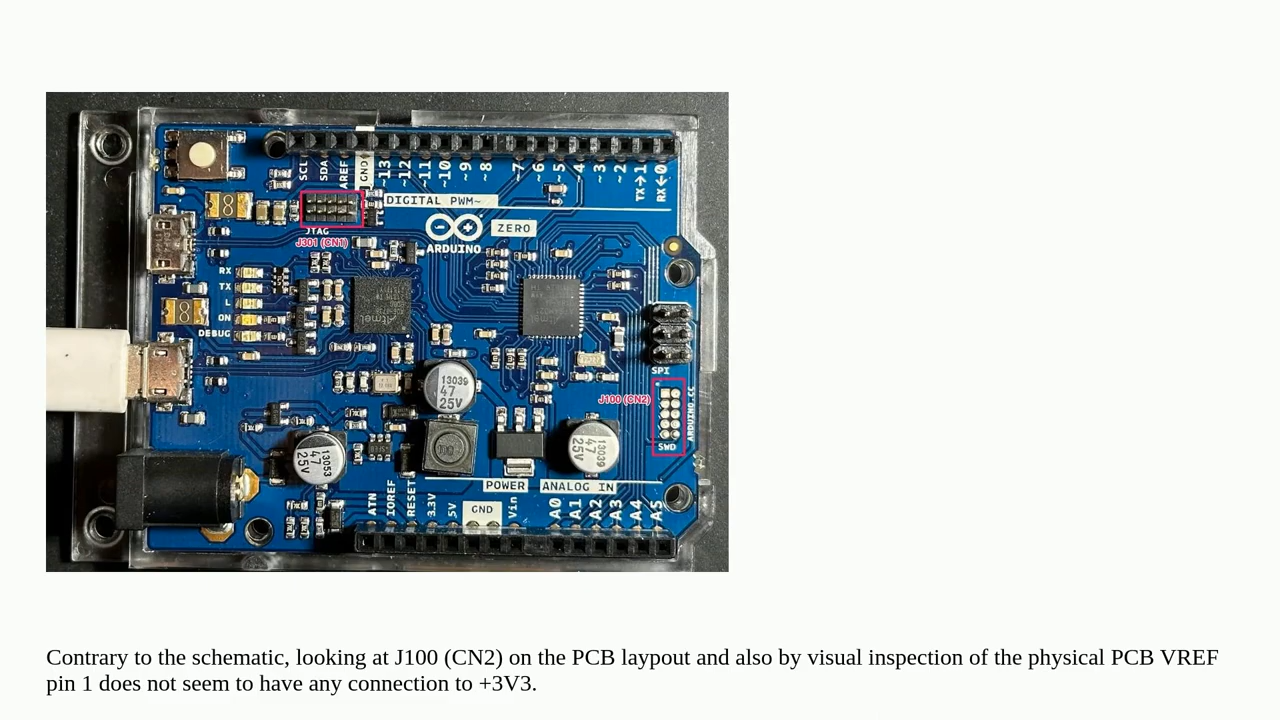 SCL
SDA
AREF
GND
~13
~12
~11
~10
~9
~8
7
~6
~5
4
~3
~2
TX→1
RX←0
DIGITAL PWM~
JTAG
J301 (CN1)
ARDUINO
ZERO
RX
TX
L
ON
DEBUG
Atmel
SPI
J100 (CN2)
ARDUINO.CC
SWD
13039
47
25V
13053
47
25V
13039
47
25V
POWER
ANALOG IN
ATN
IOREF
RESET
3.3V
5V
GND
Vin
A0
A1
A2
A3
A4
A5
Contrary to the schematic, looking at J100 (CN2) on the PCB laypout and also by visual inspection of the physical PCB VREF
pin 1 does not seem to have any connection to +3V3.